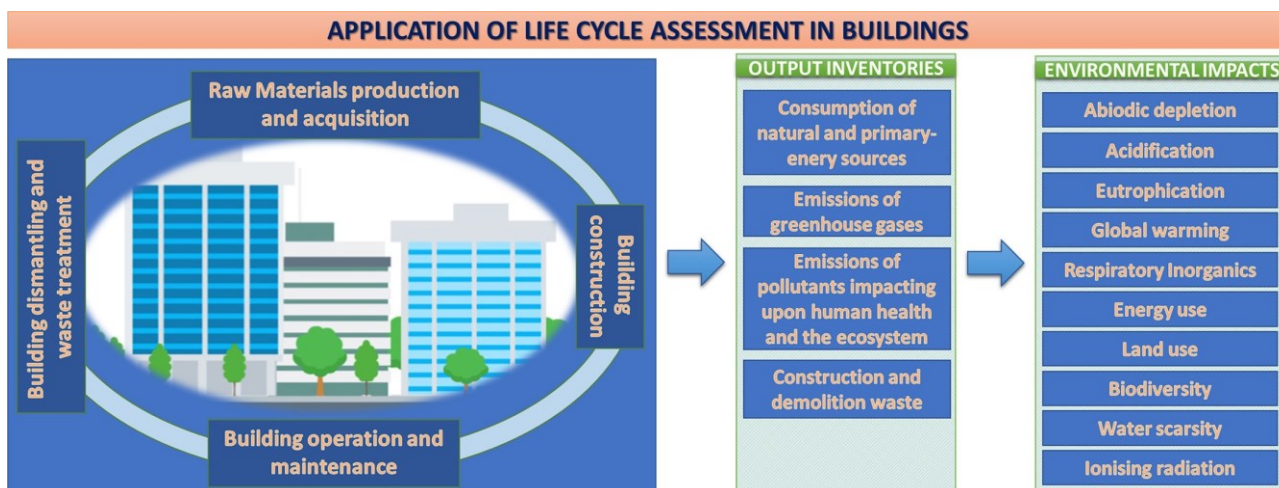 APPLICATION OF LIFE CYCLE ASSESSMENT IN BUILDINGS
Raw Materials production
and acquisition
Building
construction
Building operation and
maintenance
Building dismantling and
waste treatment
OUTPUT INVENTORIES
Consumption of
natural and primary-
enery sources
Emissions of
greenhouse gases
Emissions of
pollutants impacting
upon human health
and the ecosystem
Construction and
demolition waste
ENVIRONMENTAL IMPACTS
Abiodic depletion
Acidification
Eutrophication
Global warming
Respiratory Inorganics
Energy use
Land use
Biodiversity
Water scarsity
Ionising radiation